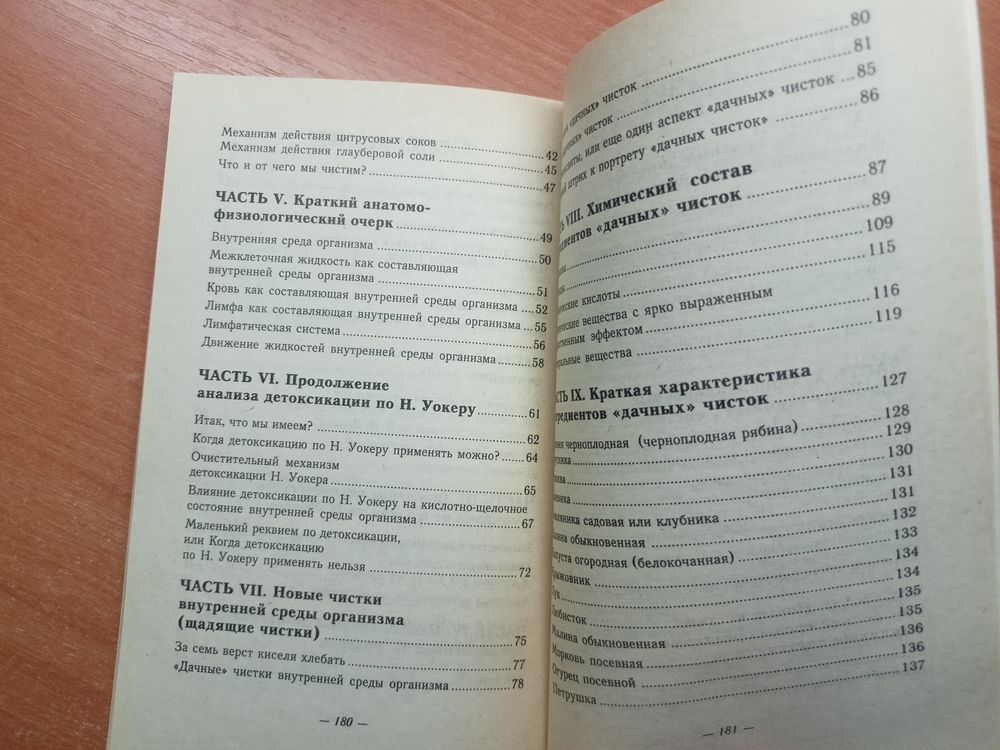 Механизм действия цитрусовых соков ........ 42
Механизм действия глауберовой соли ........ 45
Что и от чего мы чистим? ........ 47
ЧАСТЬ V. Краткий анатомо-
физиологический очерк ........ 49
Внутренняя среда организма ........ 50
Межклеточная жидкость как составляющая
внутренней среды организма ........ 51
Кровь как составляющая внутренней среды организма .... 52
Лимфа как составляющая внутренней среды организма ... 55
Лимфатическая система ........ 56
Движение жидкостей внутренней среды организма ........ 58
ЧАСТЬ VI. Продолжение
анализа детоксикации по Н. Уокеру ........ 61
Итак, что мы имеем? ........ 62
Когда детоксикацию по Н. Уокеру применять можно? ..... 64
Очистительный механизм
детоксикации Н. Уокера ........ 65
Влияние детоксикации по Н. Уокеру на кислотно-щелочное
состояние внутренней среды организма ........ 67
Маленький реквием по детоксикации,
или Когда детоксикацию
по Н. Уокеру применять нельзя ........ 72
ЧАСТЬ VII. Новые чистки
внутренней среды организма
(щадящие чистки) ........ 75
За семь верст киселя хлебать ........ 77
«Дачные» чистки внутренней среды организма ........ 78
— 180 —
«дачных» чисток ........ 80
чисток ........ 81
или еще один аспект «дачных» чисток ... 85
штрих к портрету «дачных чисток» ........ 86
VIII. Химический состав
«дачных» чисток ........ 87
89
109
кислоты ........ 115
вещества с ярко выраженным
эффектом ........ 116
вещества ........ 119
IX. Краткая характеристика
«дачных» чисток ........ 127
черноплодная (черноплодная рябина) ........ 128
129
130
131
садовая или клубника ........ 131
обыкновенная ........ 132
огородная (белокочанная) ........ 133
134
134
Любисток ........ 135
Малина обыкновенная ........ 135
Морковь посевная ........ 136
Огурец посевной ........ 136
Петрушка ........ 137
— 181 —